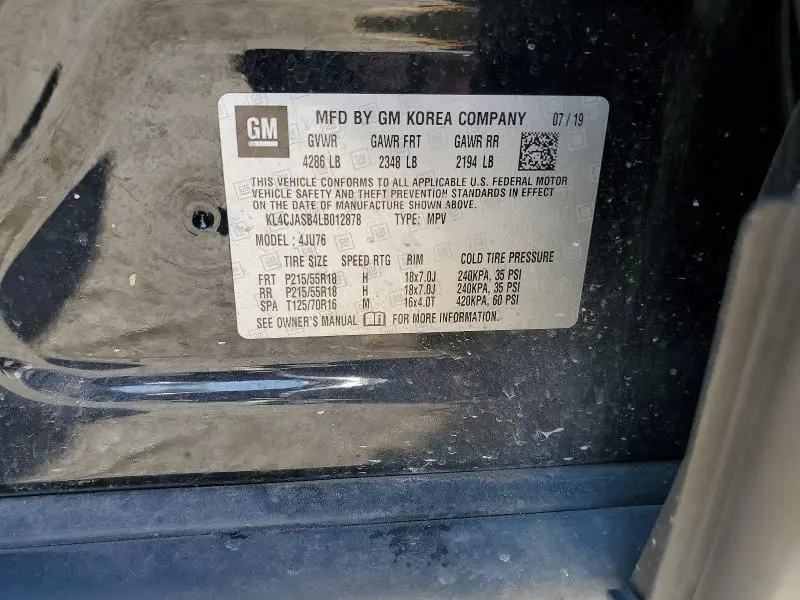 GM MFD BY GM KOREA COMPANY 07/19
GVWR GAWR FRT GAWR RR
4286 LB 2348 LB 2194 LB
THIS VEHICLE CONFORMS TO ALL APPLICABLE U.S. FEDERAL MOTOR
VEHICLE SAFETY AND THEFT PREVENTION STANDARDS IN EFFECT
ON THE DATE OF MANUFACTURE SHOWN ABOVE.
KL4CJASB4LB012878 TYPE: MPV
MODEL: 4JU76
TIRE SIZE SPEED RTG RIM COLD TIRE PRESSURE
FRT P215/55R18 H 18x7.0J 240KPA, 35 PSI
RR P215/55R18 H 18x7.0J 240KPA, 35 PSI
SPA T125/70R16 M 16x4.0T 420KPA, 60 PSI
SEE OWNER'S MANUAL FOR MORE INFORMATION.